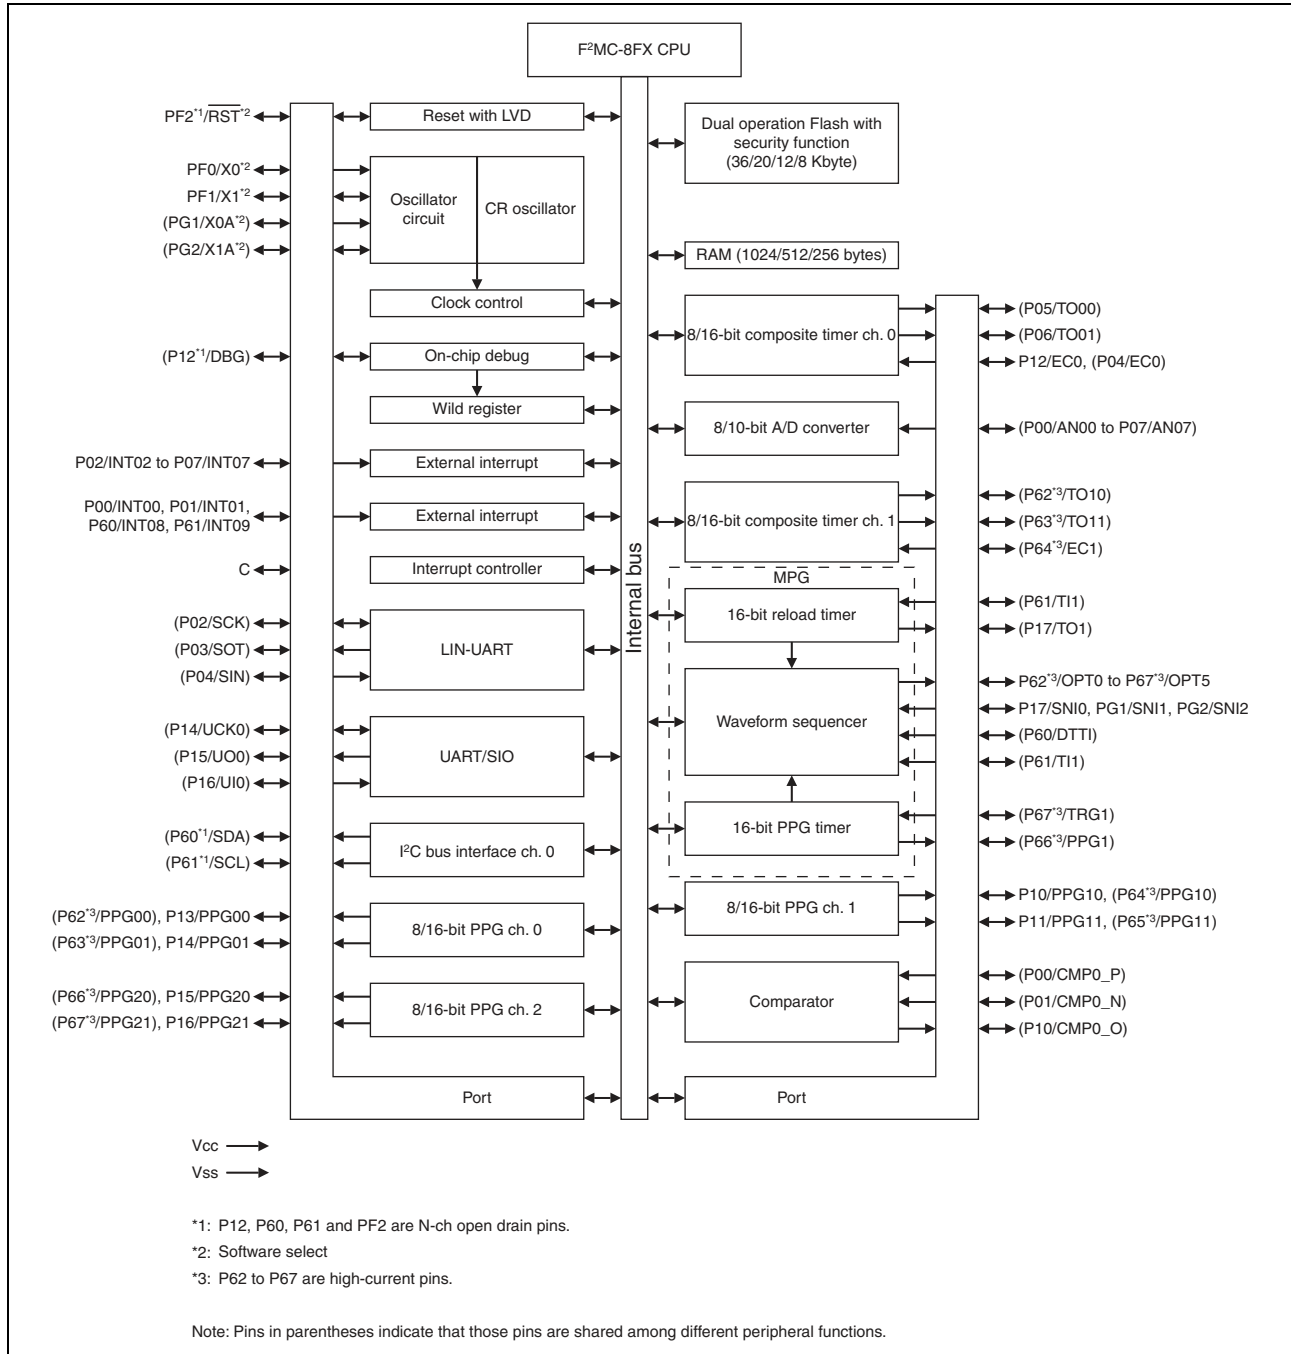 F²MC-8FX CPU
PF2*1/RST*2
Reset with LVD
Dual operation Flash with
security function
(36/20/12/8 Kbyte)
PF0/X0*2
PF1/X1*2
(PG1/X0A*2)
(PG2/X1A*2)
Oscillator
circuit
CR oscillator
RAM (1024/512/256 bytes)
Clock control
8/16-bit composite timer ch. 0
(P05/TO00)
(P06/TO01)
P12/EC0, (P04/EC0)
(P12*1/DBG)
On-chip debug
Wild register
8/10-bit A/D converter
(P00/AN00 to P07/AN07)
P02/INT02 to P07/INT07
External interrupt
P00/INT00, P01/INT01,
P60/INT08, P61/INT09
External interrupt
8/16-bit composite timer ch. 1
(P62*3/TO10)
(P63*3/TO11)
(P64*3/EC1)
C
Interrupt controller
Internal bus
MPG
16-bit reload timer
(P61/TI1)
(P17/TO1)
(P02/SCK)
(P03/SOT)
(P04/SIN)
LIN-UART
Waveform sequencer
P62*3/OPT0 to P67*3/OPT5
P17/SNI0, PG1/SNI1, PG2/SNI2
(P60/DTTI)
(P61/TI1)
(P14/UCK0)
(P15/UO0)
(P16/UI0)
UART/SIO
16-bit PPG timer
(P67*3/TRG1)
(P66*3/PPG1)
(P60*1/SDA)
(P61*1/SCL)
I²C bus interface ch. 0
8/16-bit PPG ch. 1
P10/PPG10, (P64*3/PPG10)
P11/PPG11, (P65*3/PPG11)
(P62*3/PPG00), P13/PPG00
(P63*3/PPG01), P14/PPG01
8/16-bit PPG ch. 0
Comparator
(P00/CMP0_P)
(P01/CMP0_N)
(P10/CMP0_O)
(P66*3/PPG20), P15/PPG20
(P67*3/PPG21), P16/PPG21
8/16-bit PPG ch. 2
Port
Port
Vcc
Vss
*1: P12, P60, P61 and PF2 are N-ch open drain pins.
*2: Software select
*3: P62 to P67 are high-current pins.
Note: Pins in parentheses indicate that those pins are shared among different peripheral functions.